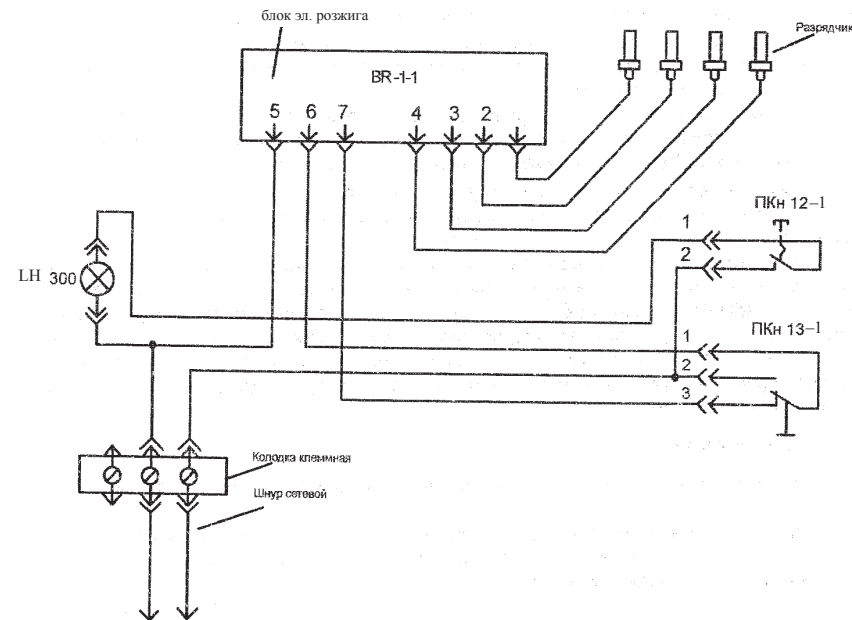 блок эл. розжига
Разрядчик
BR-1-1
5 6 7 4 3 2
ПКн 12-1
1
2
LH 300
ПКн 13-1
1
2
3
Колодка клеммная
Шнур сетевой